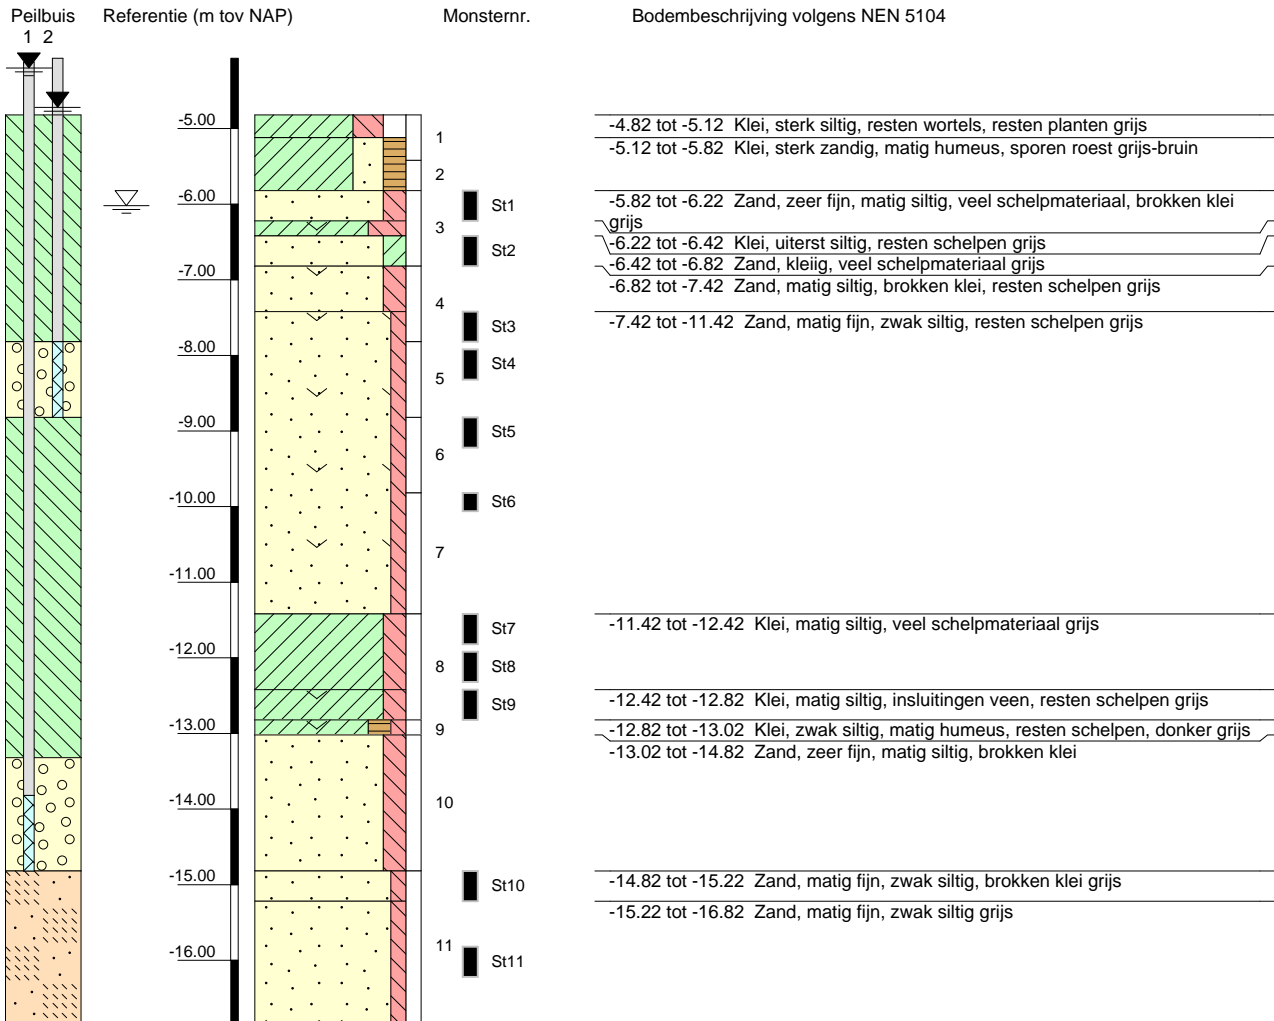 Peilbuis Referentie (m tov NAP) Monsternr. Bodembeschrijving volgens NEN 5104
1 2
-5.00
-6.00
-7.00
-8.00
-9.00
-10.00
-11.00
-12.00
-13.00
-14.00
-15.00
-16.00
1
2
3
4
5
6
7
8
9
10
11
St1
St2
St3
St4
St5
St6
St7
St8
St9
St10
St11
-4.82 tot -5.12 Klei, sterk siltig, resten wortels, resten planten grijs
-5.12 tot -5.82 Klei, sterk zandig, matig humeus, sporen roest grijs-bruin
-5.82 tot -6.22 Zand, zeer fijn, matig siltig, veel schelpmateriaal, brokken klei
grijs
-6.22 tot -6.42 Klei, uiterst siltig, resten schelpen grijs
-6.42 tot -6.82 Zand, kleiig, veel schelpmateriaal grijs
-6.82 tot -7.42 Zand, matig siltig, brokken klei, resten schelpen grijs
-7.42 tot -11.42 Zand, matig fijn, zwak siltig, resten schelpen grijs
-11.42 tot -12.42 Klei, matig siltig, veel schelpmateriaal grijs
-12.42 tot -12.82 Klei, matig siltig, insluitingen veen, resten schelpen grijs
-12.82 tot -13.02 Klei, zwak siltig, matig humeus, resten schelpen, donker grijs
-13.02 tot -14.82 Zand, zeer fijn, matig siltig, brokken klei
-14.82 tot -15.22 Zand, matig fijn, zwak siltig, brokken klei grijs
-15.22 tot -16.82 Zand, matig fijn, zwak siltig grijs